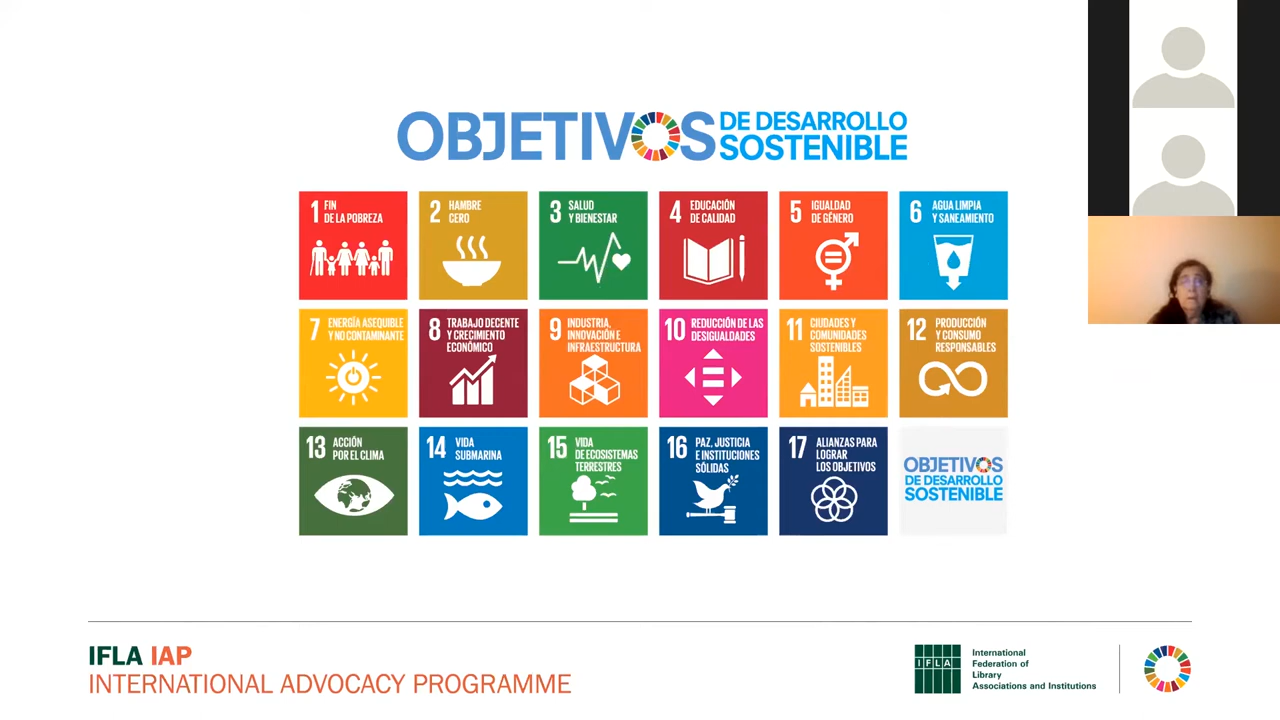 OBJETIVOS
DE DESARROLLO
SOSTENIBLE
1 FIN
DE LA POBREZA
2 HAMBRE
CERO
3 SALUD
Y BIENESTAR
4 EDUCACIÓN
DE CALIDAD
5 IGUALDAD
DE GÉNERO
6 AGUA LIMPIA
Y SANEAMIENTO
7 ENERGÍA ASEQUIBLE
Y NO CONTAMINANTE
8 TRABAJO DECENTE
Y CRECIMIENTO
ECONÓMICO
9 INDUSTRIA,
INNOVACIÓN E
INFRAESTRUCTURA
10 REDUCCIÓN DE LAS
DESIGUALDADES
11 CIUDADES Y
COMUNIDADES
SOSTENIBLES
12 PRODUCCIÓN
Y CONSUMO
RESPONSABLES
13 ACCIÓN
POR EL CLIMA
14 VIDA
SUBMARINA
15 VIDA
DE ECOSISTEMAS
TERRESTRES
16 PAZ, JUSTICIA
E INSTITUCIONES
SÓLIDAS
17 ALIANZAS PARA
LOGRAR
LOS OBJETIVOS
OBJETIVOS
DE DESARROLLO
SOSTENIBLE
IFLA IAP
INTERNATIONAL ADVOCACY PROGRAMME
IFLA
International
Federation of
Library
Associations and Institutions